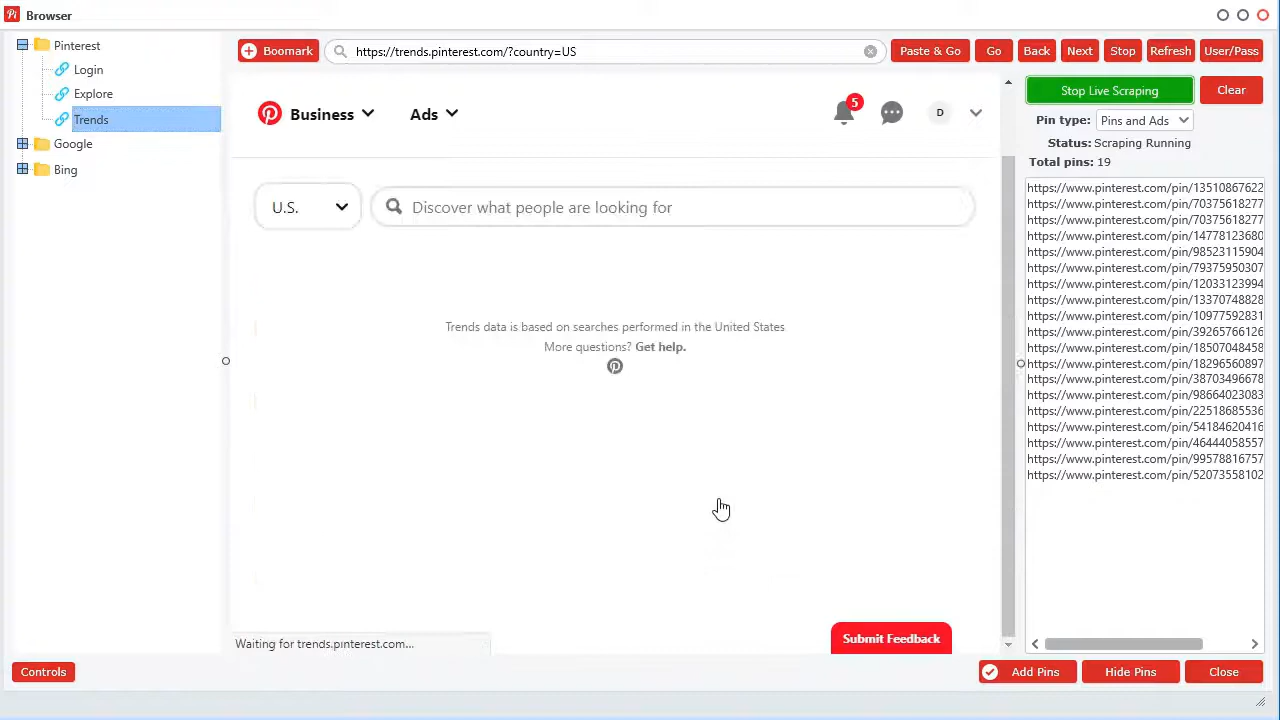 Browser
Pinterest
Login
Explore
Trends
Google
Bing
Boomark
https://trends.pinterest.com/?country=US
Paste & Go
Go
Back
Next
Stop
Refresh
User/Pass
Business
Ads
5
D
U.S.
Discover what people are looking for
Trends data is based on searches performed in the United States
More questions? Get help.
Submit Feedback
Waiting for trends.pinterest.com...
Stop Live Scraping
Clear
Pin type: Pins and Ads
Status: Scraping Running
Total pins: 19
https://www.pinterest.com/pin/13510867622
https://www.pinterest.com/pin/70375618277
https://www.pinterest.com/pin/70375618277
https://www.pinterest.com/pin/14778123680
https://www.pinterest.com/pin/98523115904
https://www.pinterest.com/pin/79375950307
https://www.pinterest.com/pin/12033123994
https://www.pinterest.com/pin/13370748828
https://www.pinterest.com/pin/10977592831
https://www.pinterest.com/pin/39265766126
https://www.pinterest.com/pin/18507048458
https://www.pinterest.com/pin/18296560897
https://www.pinterest.com/pin/38703496678
https://www.pinterest.com/pin/98664023083
https://www.pinterest.com/pin/22518685536
https://www.pinterest.com/pin/54184620416
https://www.pinterest.com/pin/46444058557
https://www.pinterest.com/pin/99578816757
https://www.pinterest.com/pin/52073558102
Controls
Add Pins
Hide Pins
Close